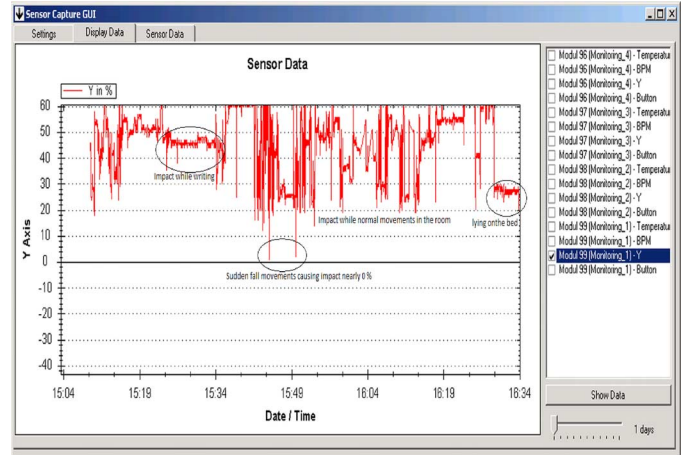 Sensor Capture GUI
Settings
Display Data
Sensor Data
Sensor Data
Y in %
60
50
40
30
20
10
0
-10
-20
-30
-40
Y Axis
Impact while writing
Impact while normal movements in the room
lying onthe bed
Sudden fall movements causing impact nearly 0 %
15:04
15:19
15:34
15:48
16:04
16:19
16:34
Date / Time
Modul 96 (Monitoring_4) - Temperatu
Modul 96 (Monitoring_4) - BPM
Modul 96 (Monitoring_4) - Y
Modul 96 (Monitoring_4) - Button
Modul 97 (Monitoring_3) - Temperatu
Modul 97 (Monitoring_3) - BPM
Modul 97 (Monitoring_3) - Y
Modul 97 (Monitoring_3) - Button
Modul 98 (Monitoring_2) - Temperatu
Modul 98 (Monitoring_2) - BPM
Modul 98 (Monitoring_2) - Y
Modul 98 (Monitoring_2) - Button
Modul 99 (Monitoring_1) - Temperatu
Modul 99 (Monitoring_1) - BPM
Modul 99 (Monitoring_1) - Y
Modul 99 (Monitoring_1) - Button
Show Data
1 days